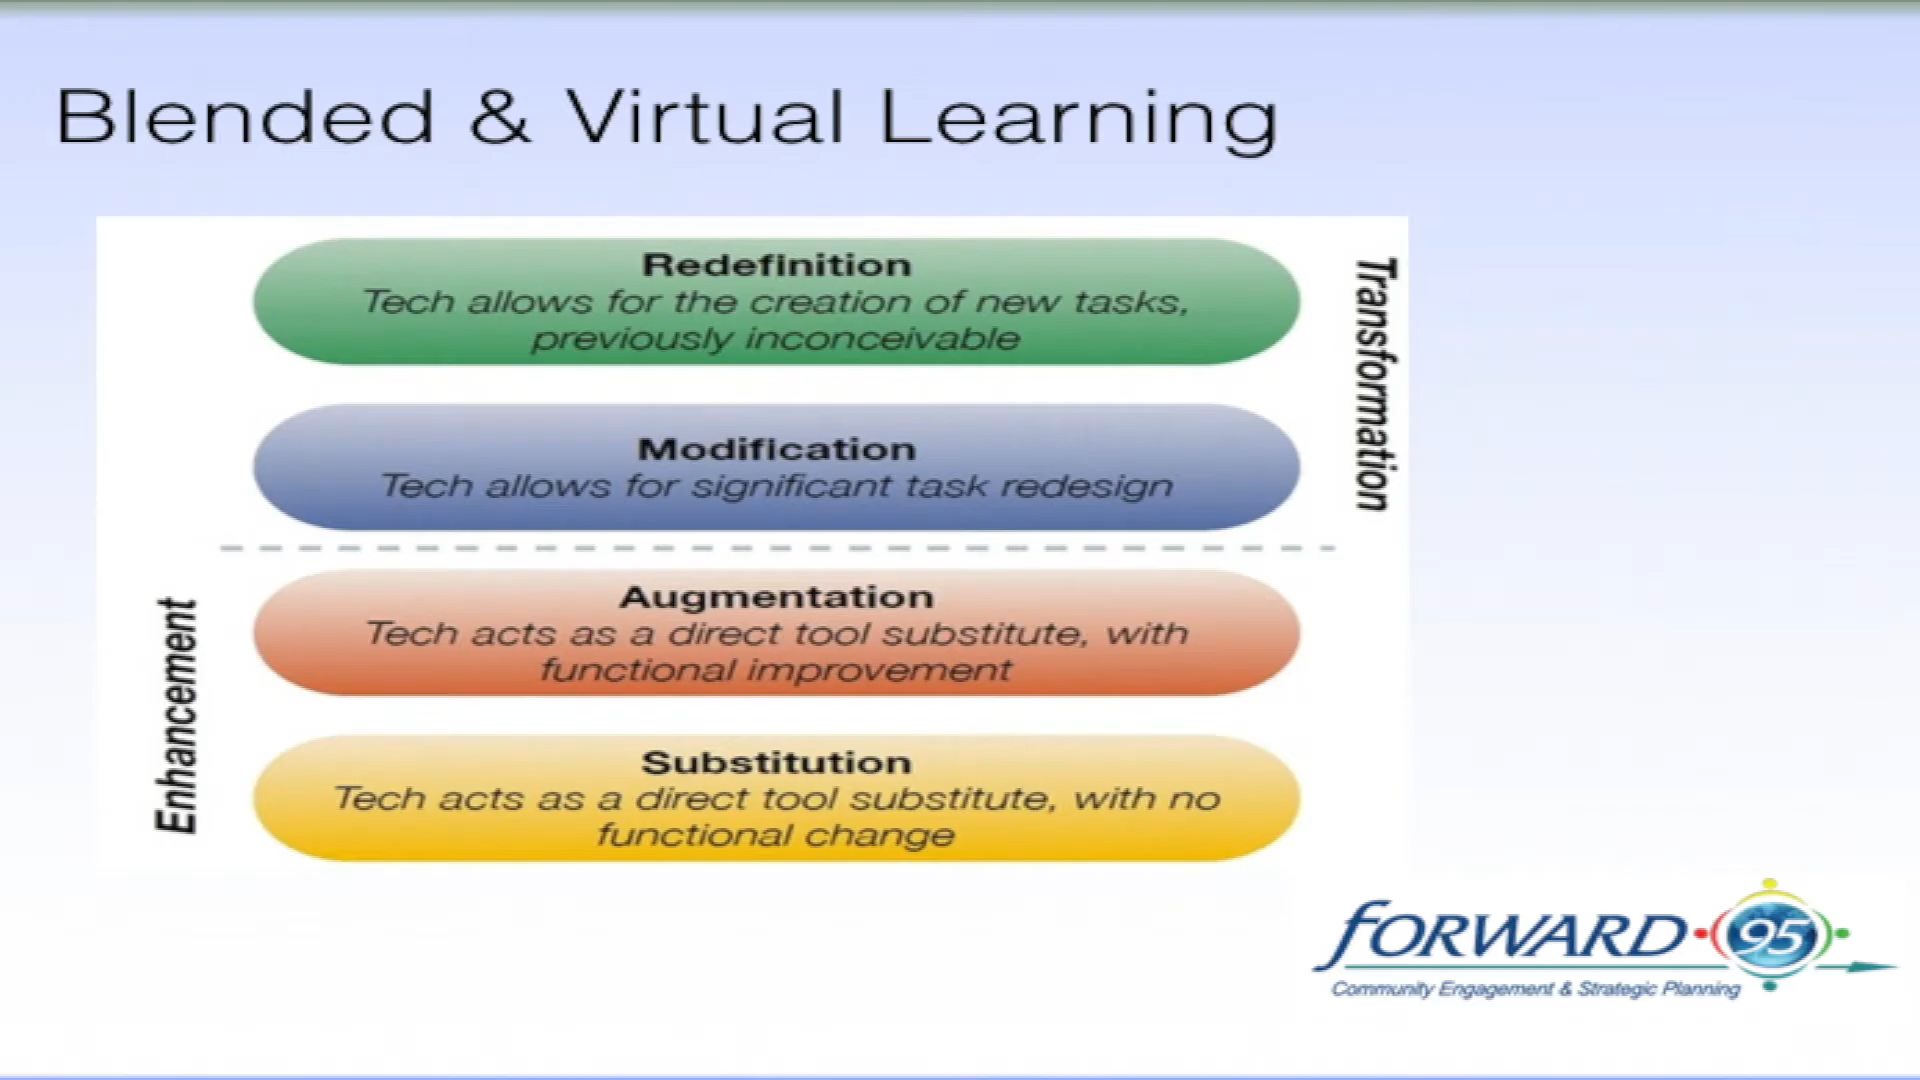 Blended & Virtual Learning
Redefinition
Tech allows for the creation of new tasks,
previously inconceivable
Transformation
Modification
Tech allows for significant task redesign
Augmentation
Tech acts as a direct tool substitute, with
functional improvement
Enhancement
Substitution
Tech acts as a direct tool substitute, with no
functional change
FORWARD 95
Community Engagement & Strategic Planning